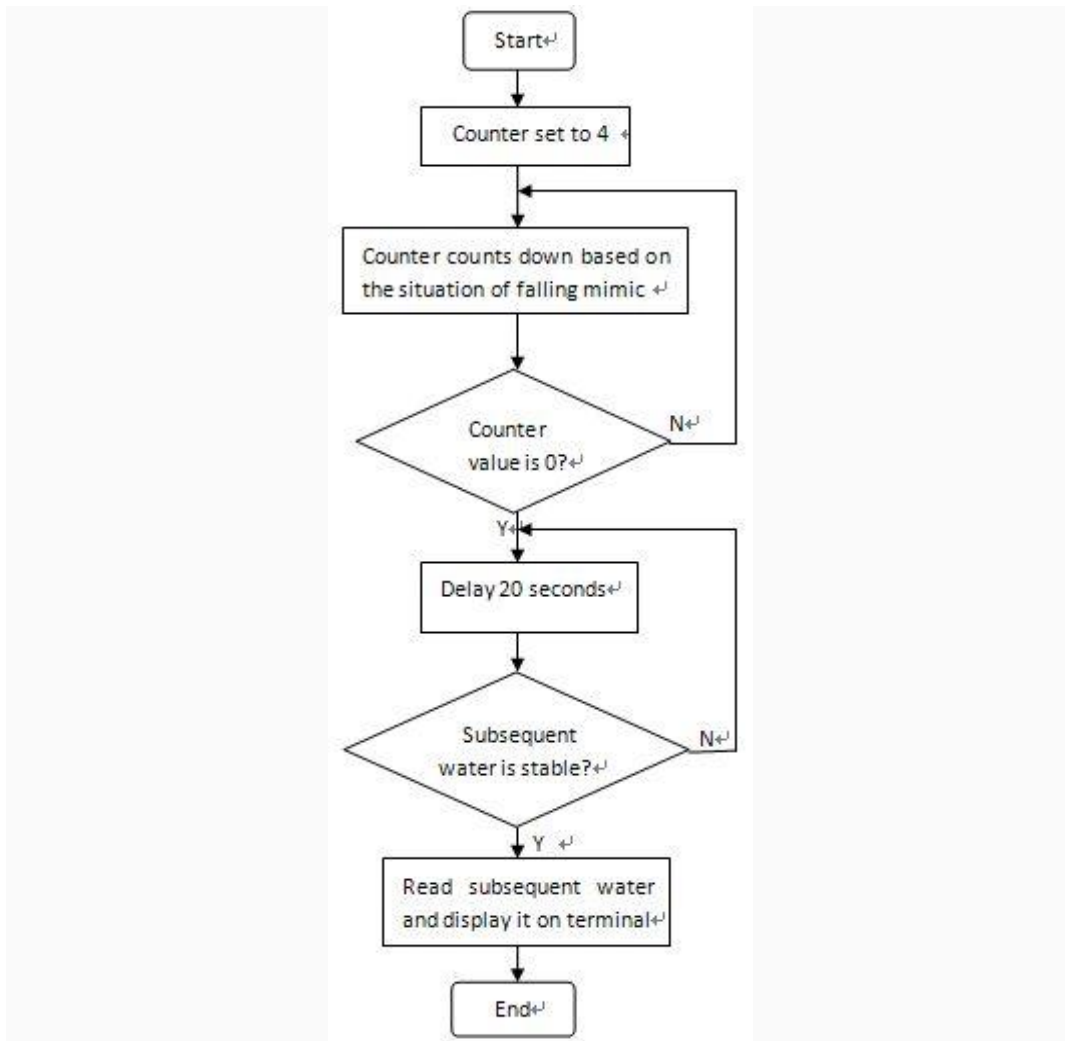 Start↵
Counter set to 4 ↵
Counter counts down based on
the situation of falling mimic ↵
Counter
value is 0?↵
N↵
Y↵
Delay 20 seconds↵
Subsequent
water is stable?↵
N↵
Y ↵
Read subsequent water
and display it on terminal↵
End↵